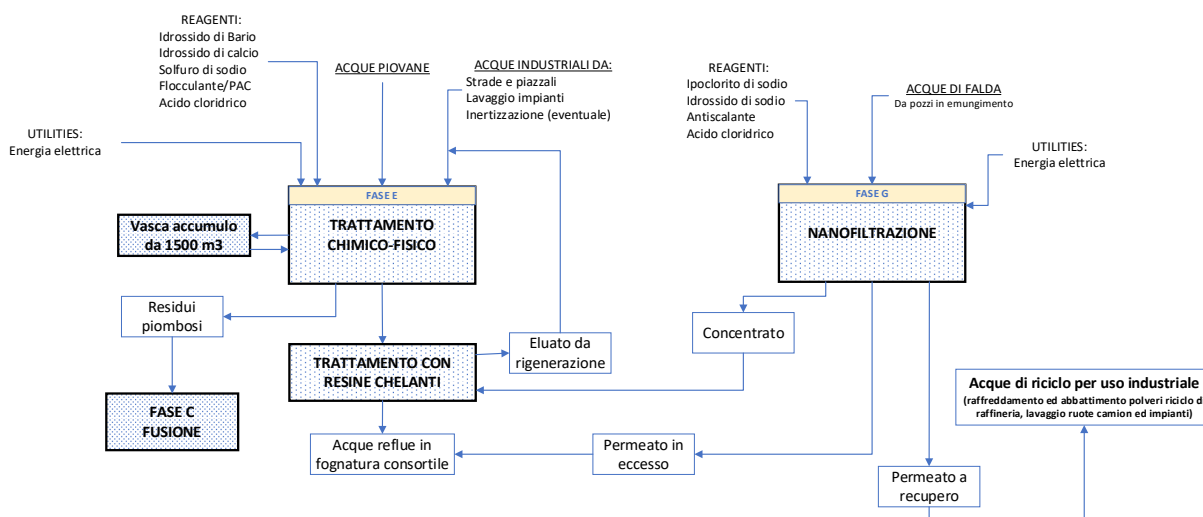 REAGENTI:
Idrossido di Bario
Idrossido di calcio
Solfuro di sodio
Flocculante/PAC
Acido cloridrico
ACQUE PIOVANE
ACQUE INDUSTRIALI DA:
Strade e piazzali
Lavaggio impianti
Inertizzazione (eventuale)
REAGENTI:
Ipoclorito di sodio
Idrossido di sodio
Antiscalante
Acido cloridrico
ACQUE DI FALDA
Da pozzi in emungimento
UTILITIES:
Energia elettrica
UTILITIES:
Energia elettrica
FASE E
TRATTAMENTO
CHIMICO-FISICO
FASE G
NANOFILTRAZIONE
Vasca accumulo
da 1500 m3
Residui
piombosi
Eluato da
rigenerazione
Concentrato
TRATTAMENTO CON
RESINE CHELANTI
FASE C
FUSIONE
Acque di riciclo per uso industriale
(raffreddamento ed abbattimento polveri riciclo di
raffineria, lavaggio ruote camion ed impianti)
Acque reflue in
fognatura consortile
Permeato in
eccesso
Permeato a
recupero